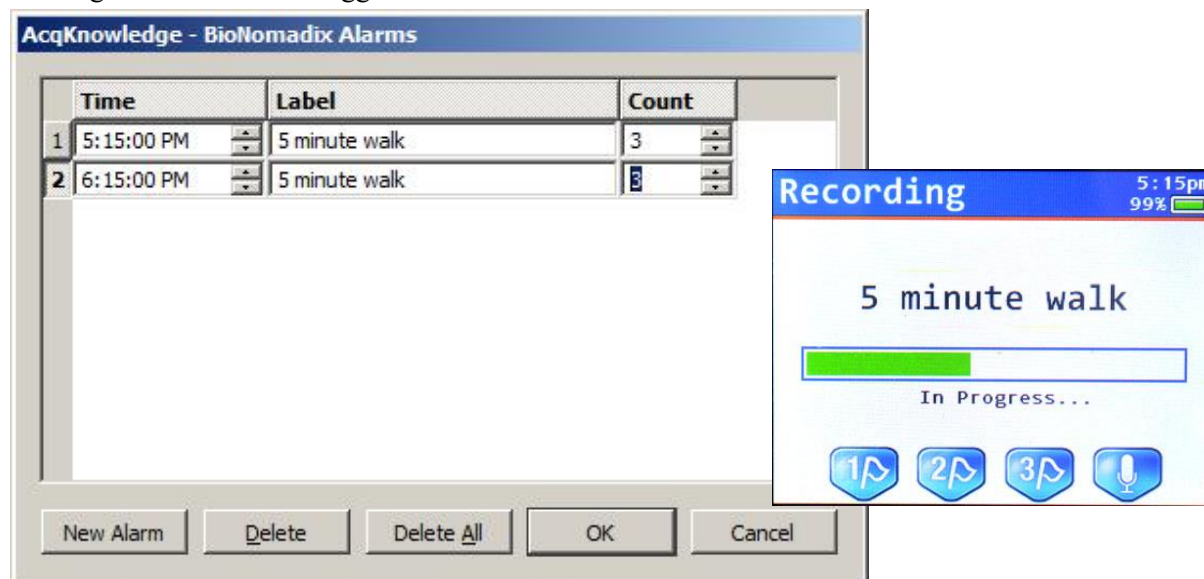 AcqKnowledge - BioNomadix Alarms
Time Label Count
1 5:15:00 PM 5 minute walk 3
2 6:15:00 PM 5 minute walk 3
New Alarm Delete Delete All OK Cancel
Recording 5:15pm
99%
5 minute walk
In Progress...
1 2 3